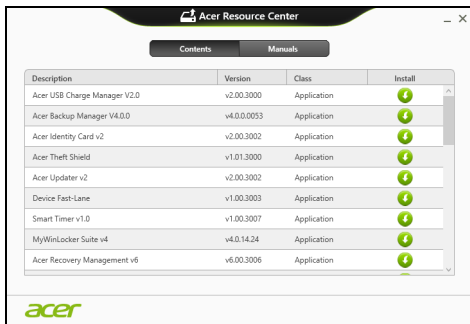 Acer Resource Center
Contents Manuals
Description Version Class Install
Acer USB Charge Manager V2.0 v2.00.3000 Application
Acer Backup Manager V4.0.0 v4.0.0.0053 Application
Acer Identity Card v2 v2.00.3002 Application
Acer Theft Shield v1.01.3000 Application
Acer Updater v2 v2.00.3002 Application
Device Fast-Lane v1.00.3003 Application
Smart Timer v1.0 v1.00.3007 Application
MyWinLocker Suite v4 v4.0.14.24 Application
Acer Recovery Management v6 v6.00.3006 Application
acer